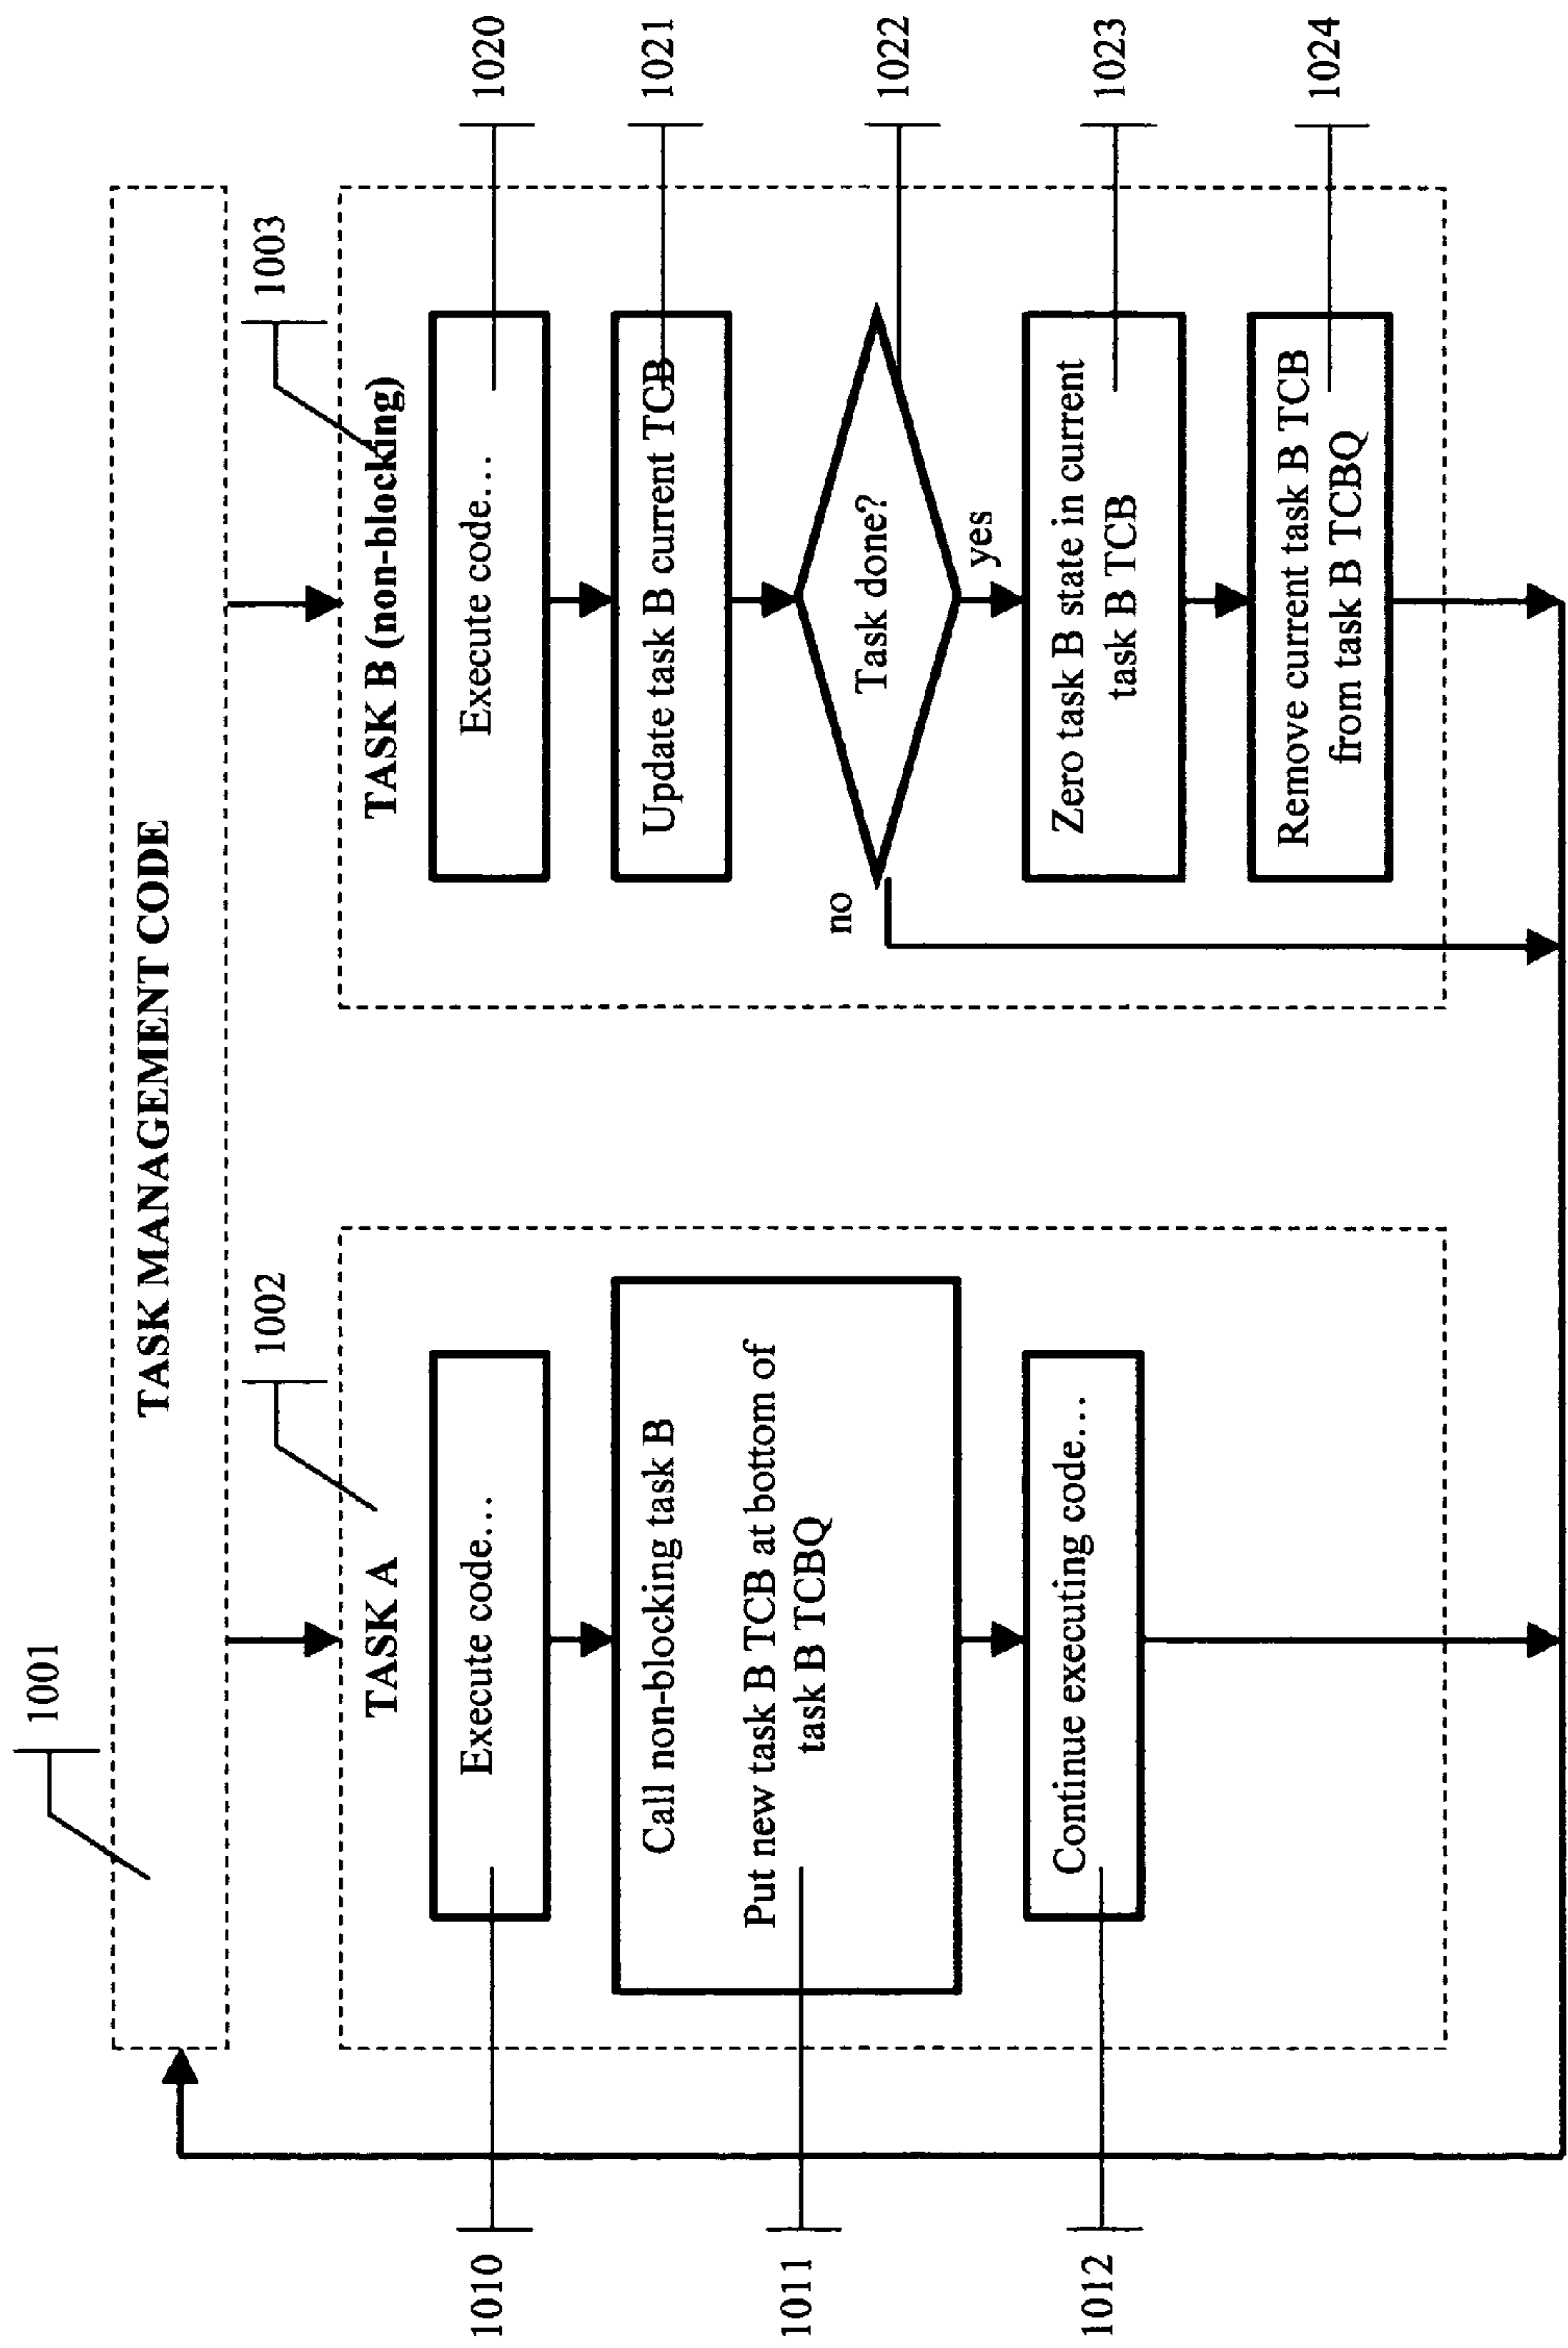 1001
TASK MANAGEMENT CODE
1002
1003
TASK A
1010
Execute code…
1011
Call non-blocking task B
Put new task B TCB at bottom of
task B TCBQ
1012
Continue executing code…
TASK B (non-blocking)
Execute code…
1020
Update task B current TCB
1021
Task done?
1022
no
yes
Zero task B state in current
task B TCB
1023
Remove current task B TCB
from task B TCBQ
1024